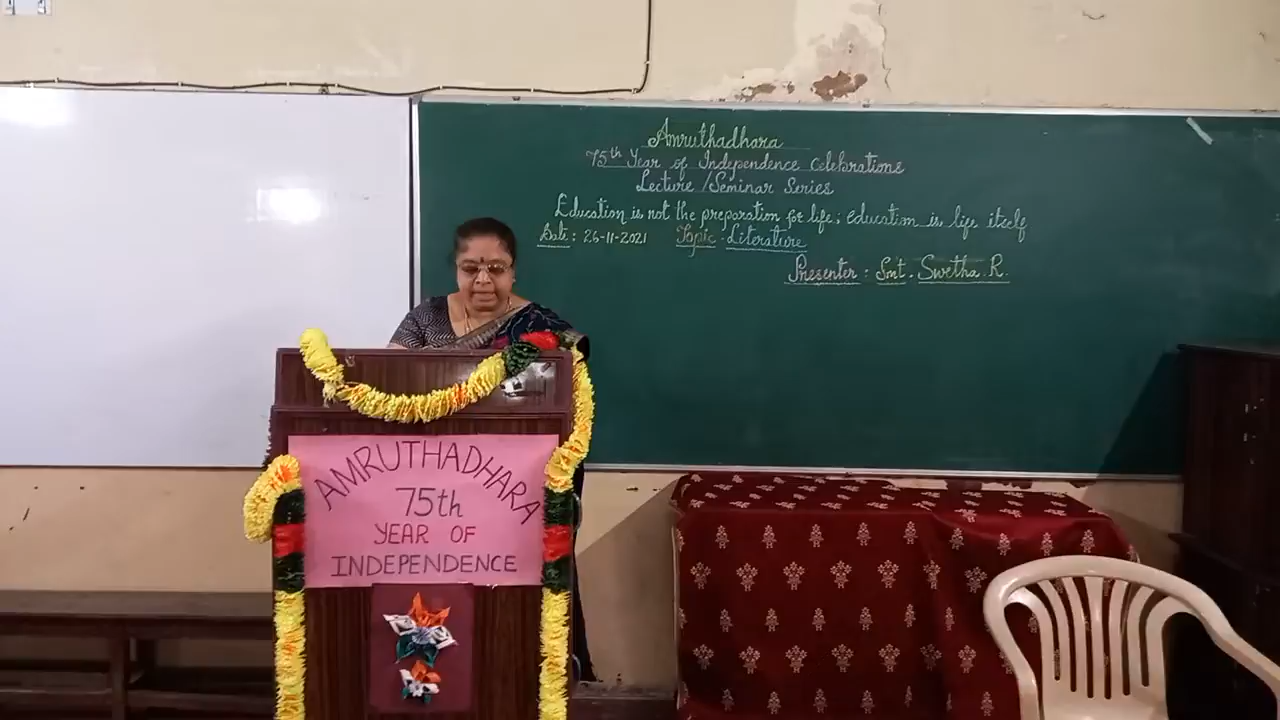 Amruthadhara
75th Year of Independence Celebrations
Lecture / Seminar Series
Education is not the preparation for life; education is life itself
Date : 26-11-2021 Topic - Literature
Presenter : Smt. Swetha R.
AMRUTHADHARA
75th
YEAR OF
INDEPENDENCE